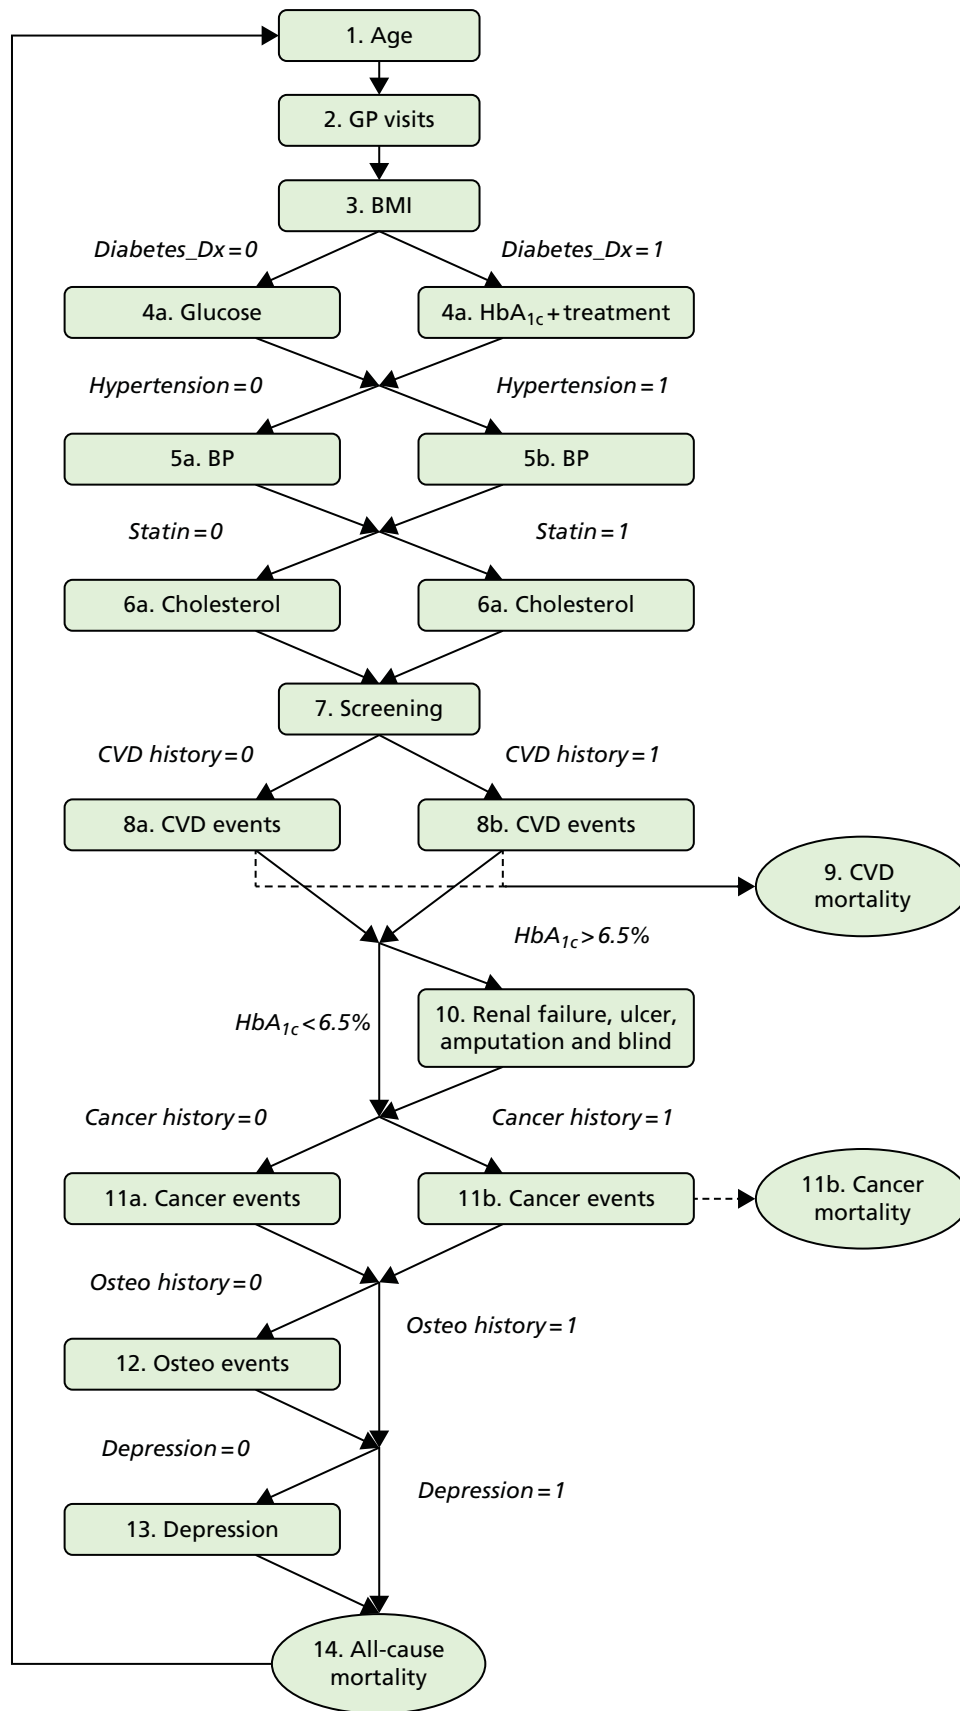 1. Age
2. GP visits
3. BMI
Diabetes_Dx=0
Diabetes_Dx=1
4a. Glucose
4a. HbA1c+treatment
Hypertension=0
Hypertension=1
5a. BP
5b. BP
Statin=0
Statin=1
6a. Cholesterol
6a. Cholesterol
7. Screening
CVD history=0
CVD history=1
8a. CVD events
8b. CVD events
9. CVD
mortality
HbA1c>6.5%
HbA1c<6.5%
10. Renal failure, ulcer,
amputation and blind
Cancer history=0
Cancer history=1
11a. Cancer events
11b. Cancer events
11b. Cancer
mortality
Osteo history=0
Osteo history=1
12. Osteo events
Depression=0
Depression=1
13. Depression
14. All-cause
mortality